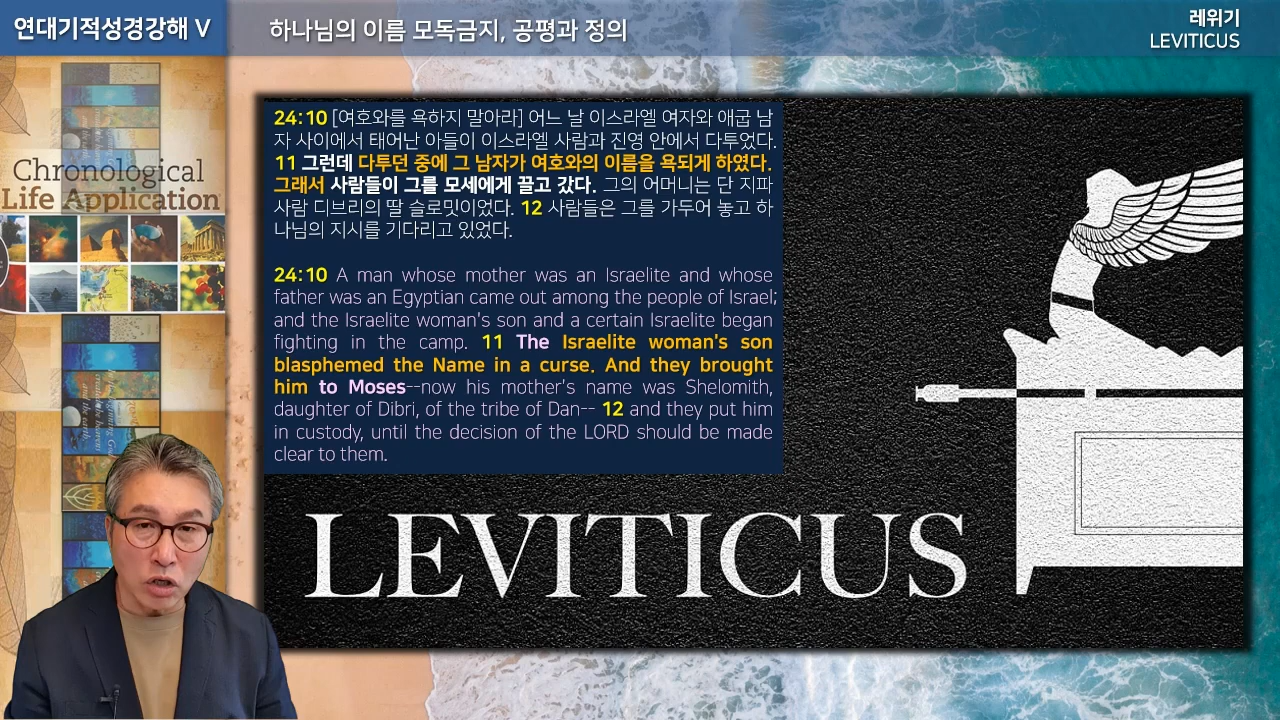 연대기적성경강해 V
하나님의 이름 모독금지, 공평과 정의
레위기
LEVITICUS
Chronological
Life Application
24:10 [여호와를 욕하지 말아라] 어느 날 이스라엘 여자와 애굽 남
자 사이에서 태어난 아들이 이스라엘 사람과 진영 안에서 다투었다.
11 그런데 다투던 중에 그 남자가 여호와의 이름을 욕되게 하였다.
그래서 사람들이 그를 모세에게 끌고 갔다. 그의 어머니는 단 지파
사람 디브리의 딸 슬로밋이었다. 12 사람들은 그를 가두어 놓고 하
나님의 지시를 기다리고 있었다.
24:10 A man whose mother was an Israelite and whose
father was an Egyptian came out among the people of Israel;
and the Israelite woman's son and a certain Israelite began
fighting in the camp. 11 The Israelite woman's son
blasphemed the Name in a curse. And they brought
him to Moses--now his mother's name was Shelomith,
daughter of Dibri, of the tribe of Dan-- 12 and they put him
in custody, until the decision of the LORD should be made
clear to them.
LEVITICUS